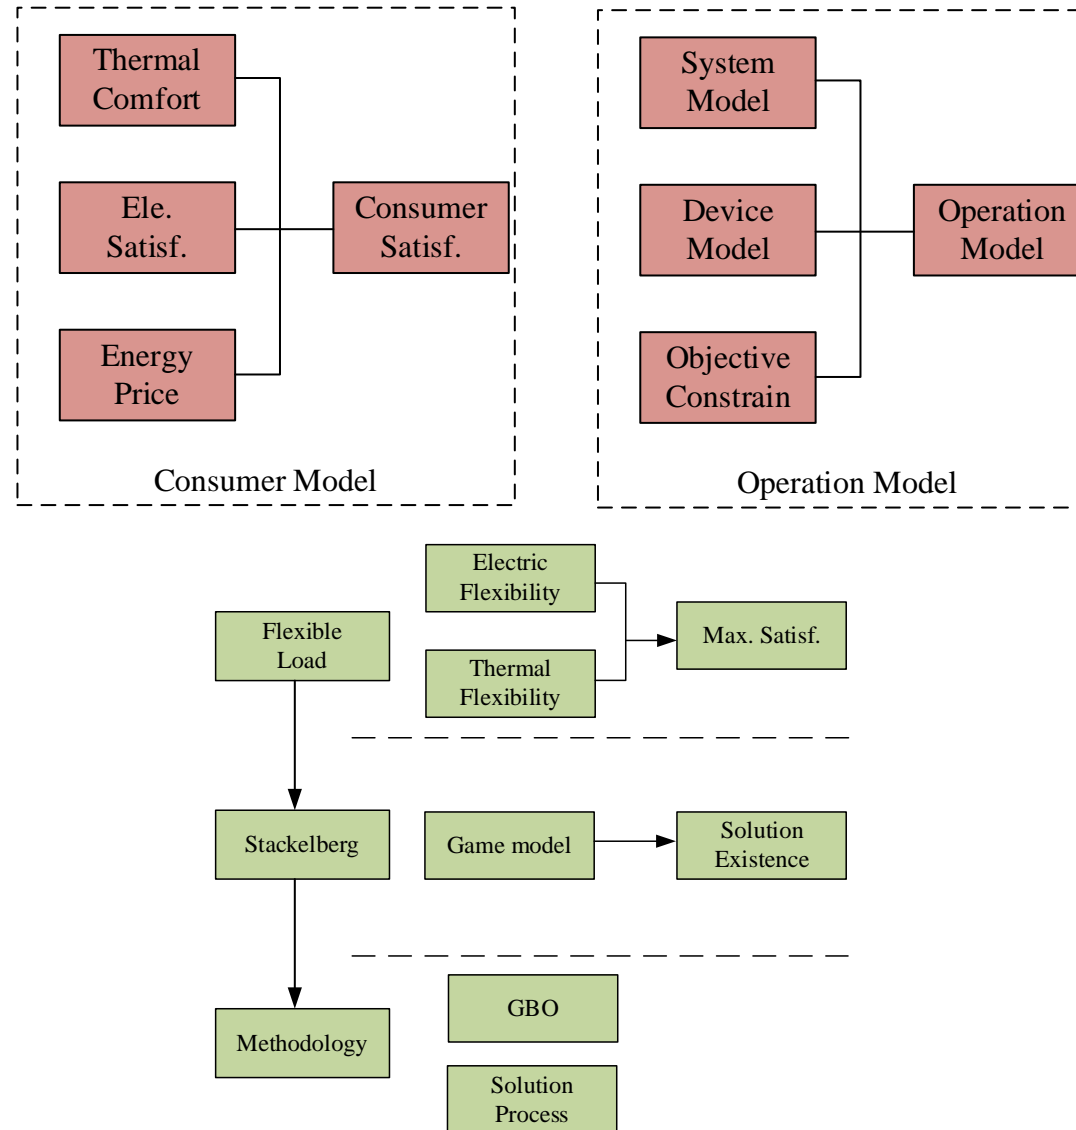 Thermal
Comfort
Ele.
Satisf.
Energy
Price
Consumer
Satisf.
Consumer Model
System
Model
Device
Model
Objective
Constrain
Operation
Model
Operation Model
Flexible
Load
Electric
Flexibility
Thermal
Flexibility
Max. Satisf.
Stackelberg
Game model
Solution
Existence
Methodology
GBO
Solution
Process